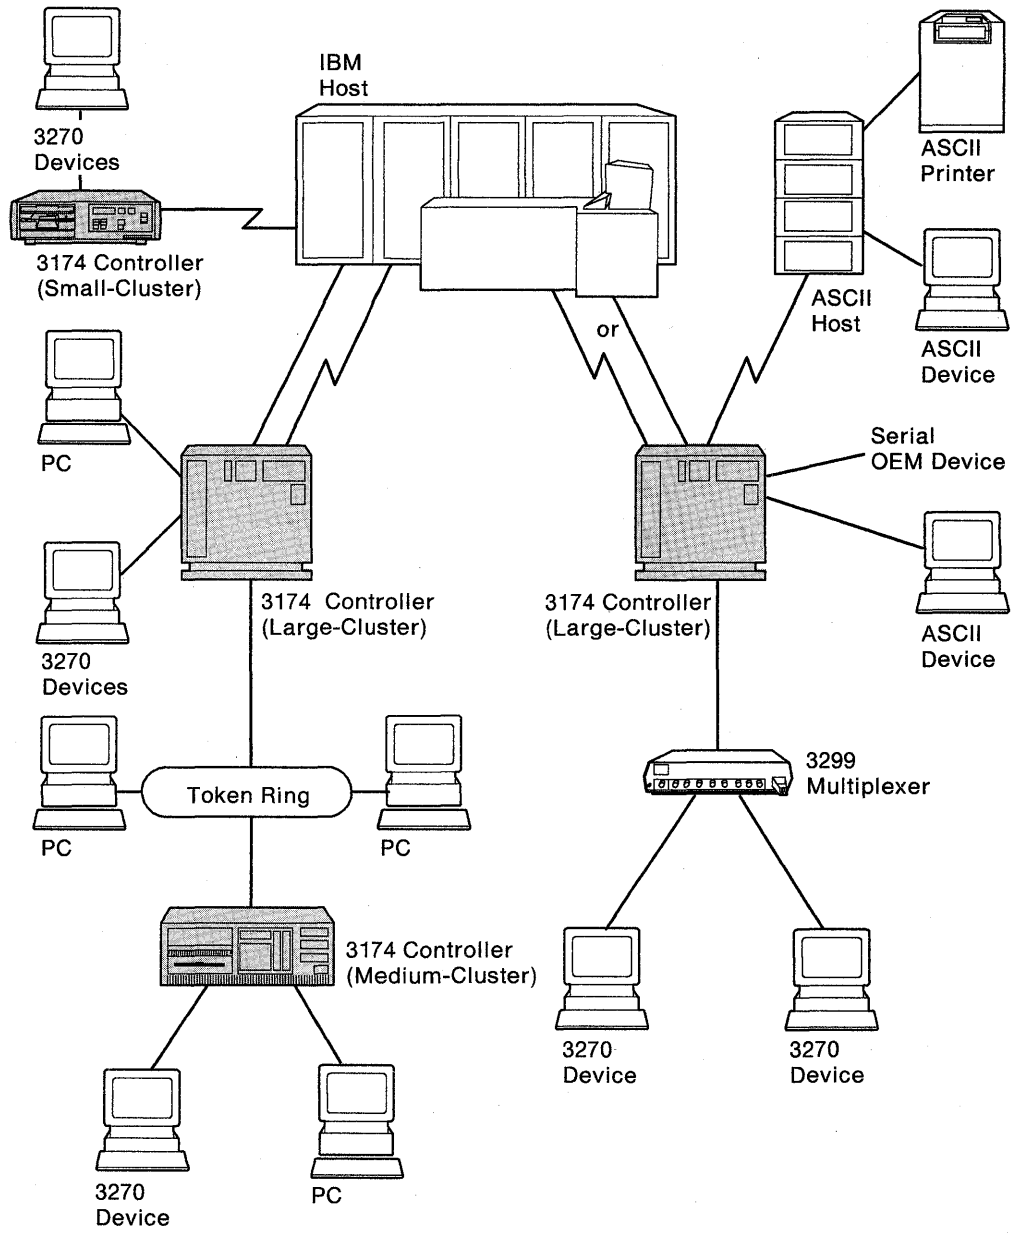 IBM
Host
3270
Devices
ASCII
Printer
3174 Controller
(Small-Cluster)
ASCII
Host
or
ASCII
Device
PC
Serial
OEM Device
3174 Controller
(Large-Cluster)
3174 Controller
(Large-Cluster)
ASCII
Device
3270
Devices
3299
Multiplexer
Token Ring
PC
PC
3174 Controller
(Medium-Cluster)
3270
Device
3270
Device
3270
Device
PC